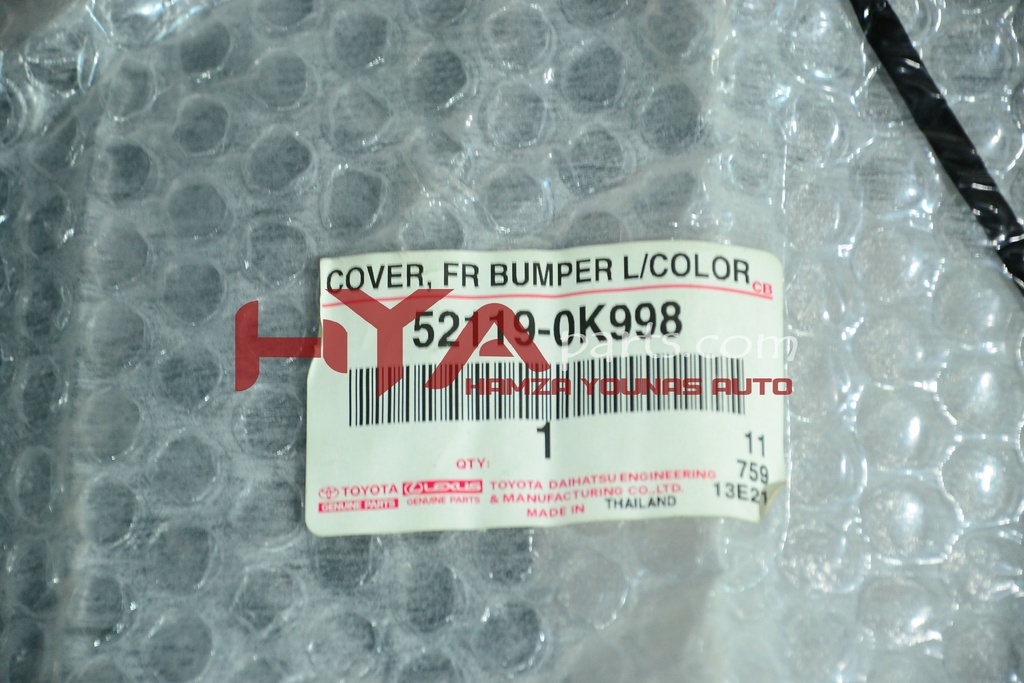 COVER, FR BUMPER L/COLOR
CB
52119-0K998
HYA parts.com
HAMZA YOUNAS AUTO
1
QTY:
11
759
13E21
TOYOTA
GENUINE PARTS
LEXUS
GENUINE PARTS
TOYOTA DAIHATSU ENGINEERING
& MANUFACTURING CO.,LTD.
MADE IN THAILAND